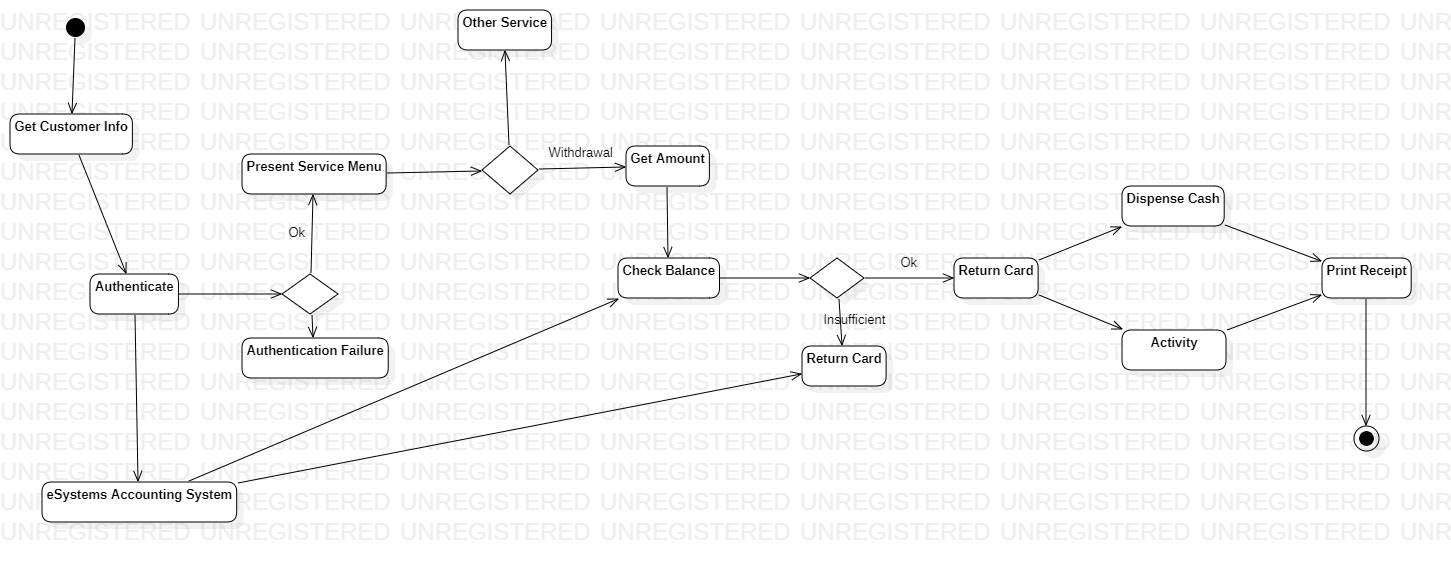 UNREGISTERED UNREGISTERED UNREGISTERED UNREGISTERED UNREGISTERED UNREGISTERED UNREGISTERED UNR
Other Service
Get Customer Info
Withdrawal
Get Amount
Present Service Menu
Dispense Cash
Ok
Ok
Check Balance
Return Card
Print Receipt
Authenticate
Insufficient
Authentication Failure
Activity
Return Card
eSystems Accounting System